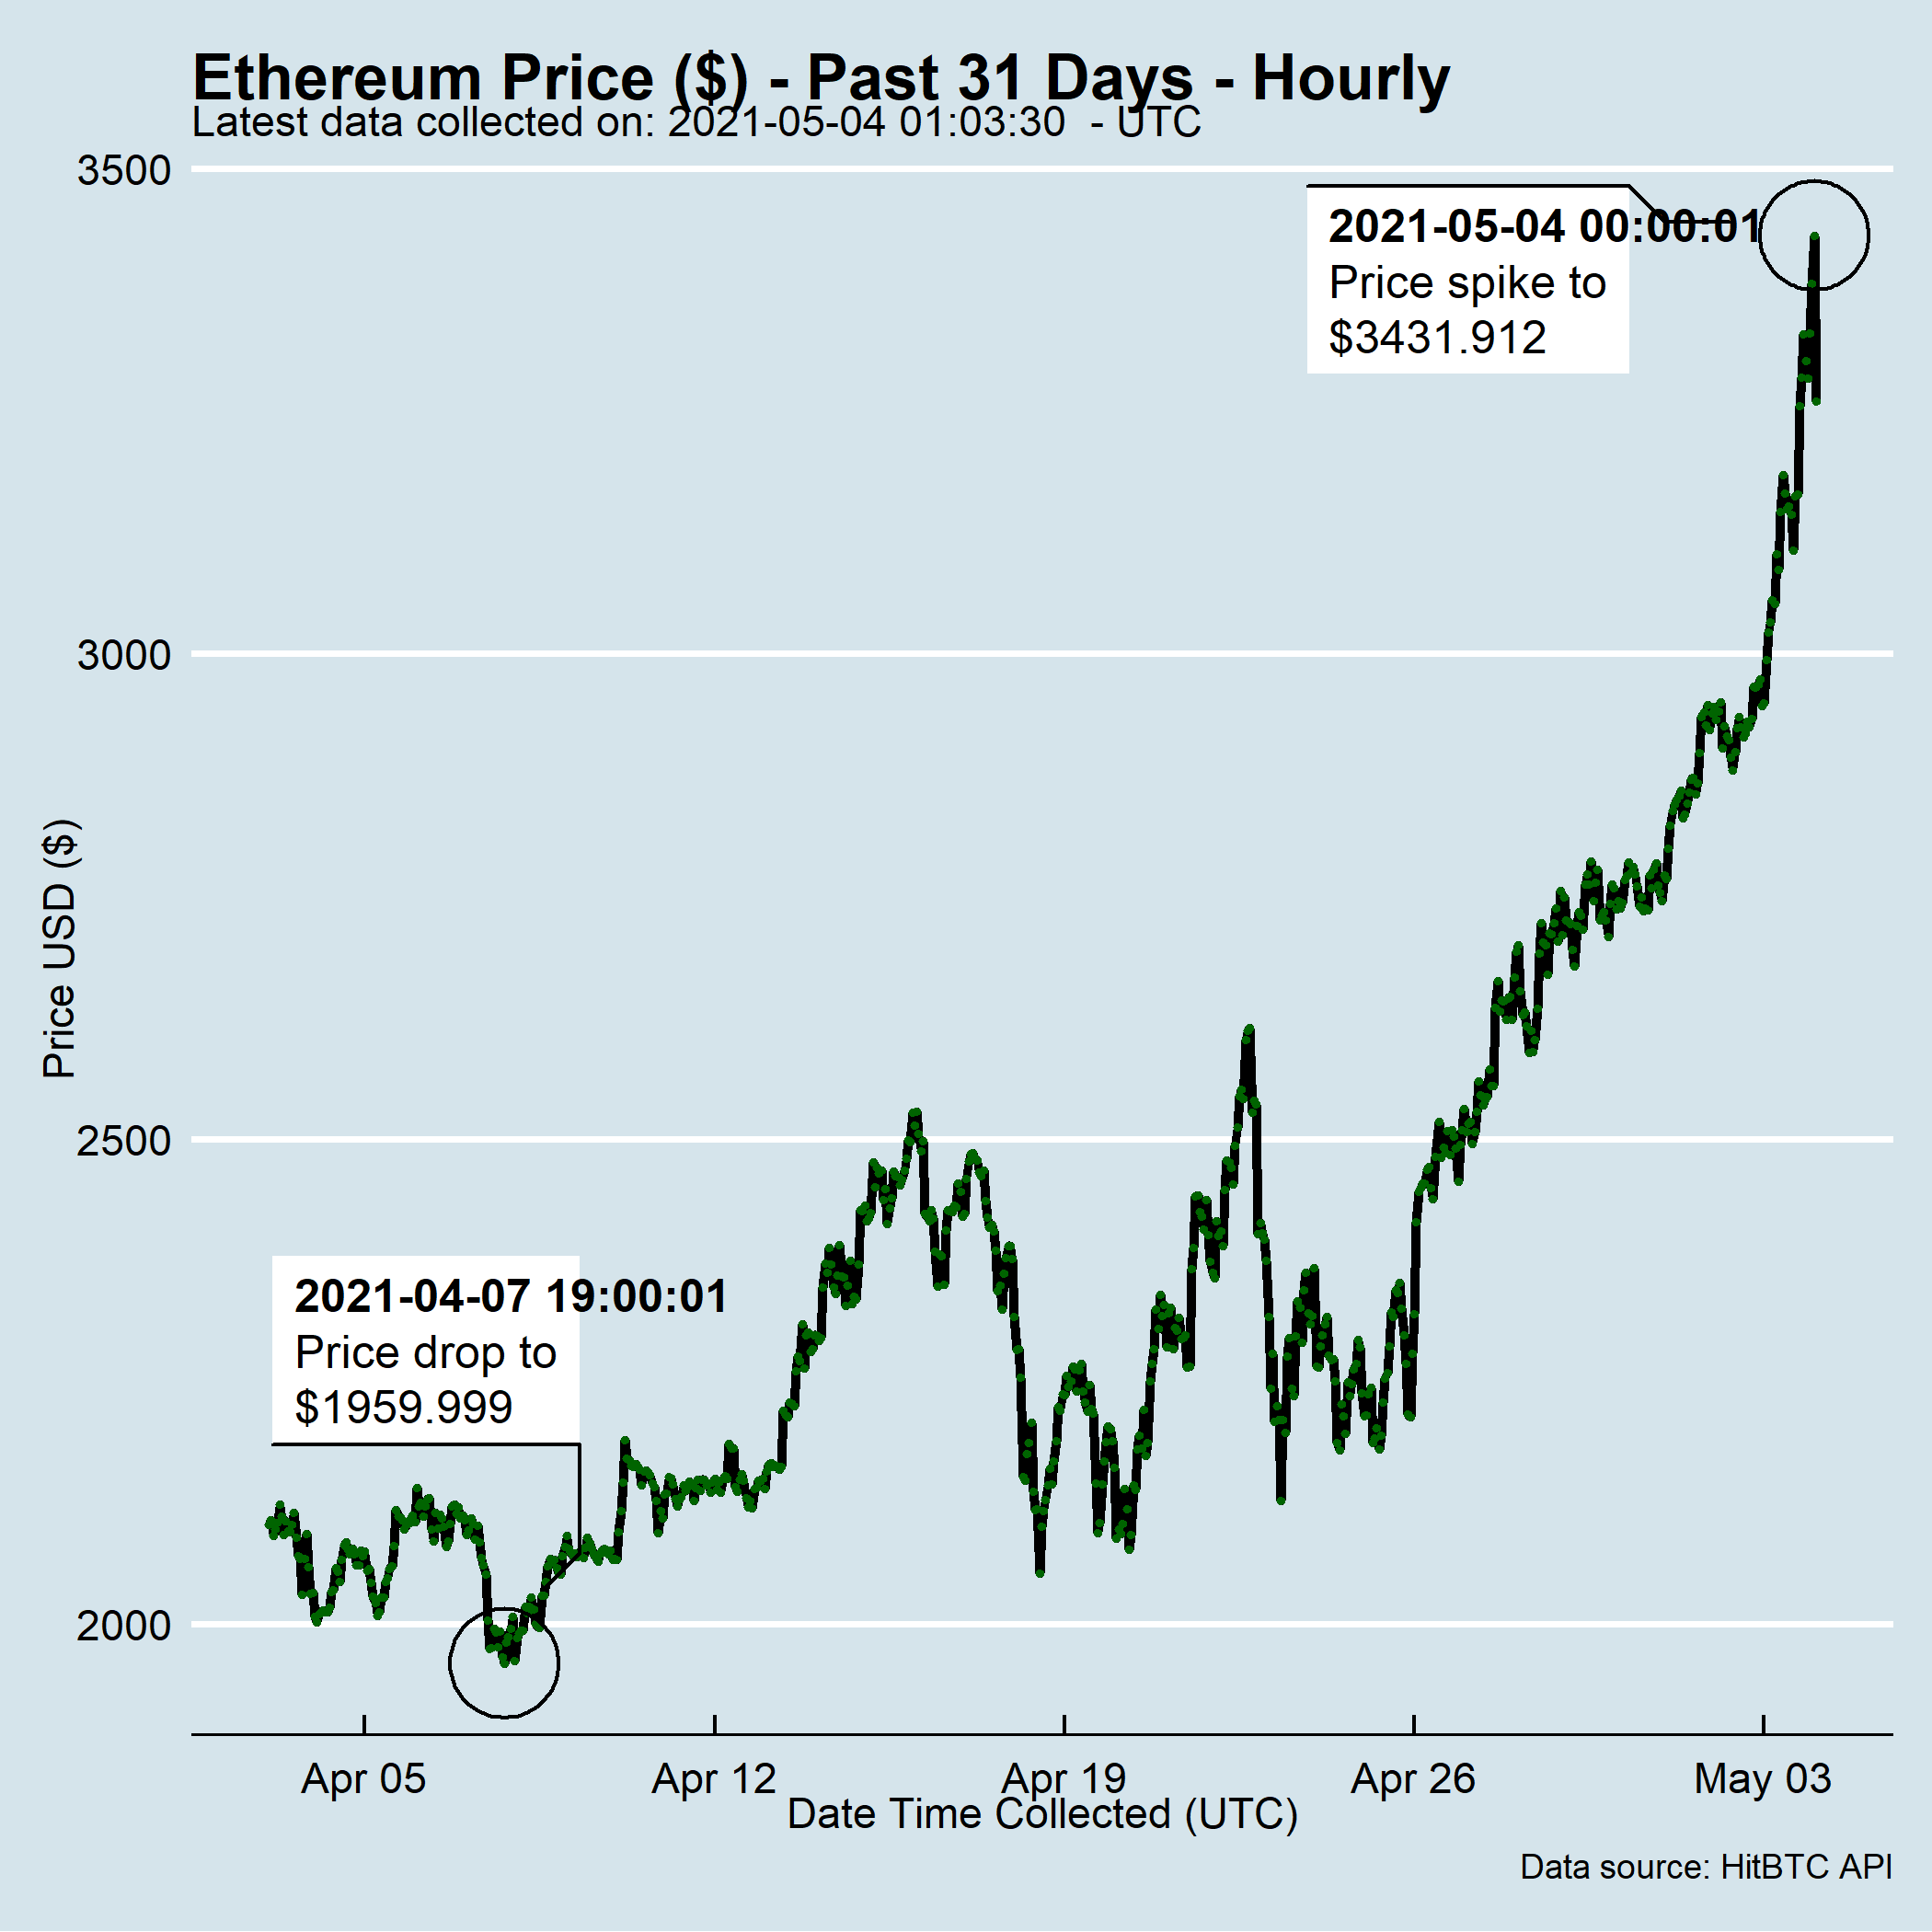 Ethereum Price ($) - Past 31 Days - Hourly
Latest data collected on: 2021-05-04 01:03:30  - UTC
3500
3000
2500
2000
Price USD ($)
2021-05-04 00:00:01
Price spike to
$3431.912
2021-04-07 19:00:01
Price drop to
$1959.999
Apr 05
Apr 12
Apr 19
Apr 26
May 03
Date Time Collected (UTC)
Data source: HitBTC API